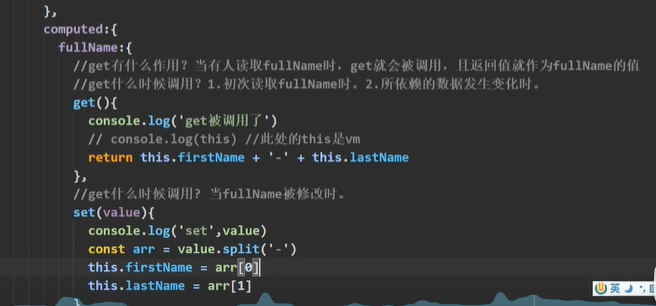 },
computed:{
fullName:{
//get有什么作用？当有人读取fullName时，get就会被调用，且返回值就作为fullName的值
//get什么时候调用？1.初次读取fullName时。2.所依赖的数据发生变化时。
get(){
console.log('get被调用了')
// console.log(this) //此处的this是vm
return this.firstName + '-' + this.lastName
},
//get什么时候调用? 当fullName被修改时。
set(value){
console.log('set',value)
const arr = value.split('-')
this.firstName = arr[0]
this.lastName = arr[1]
}
英